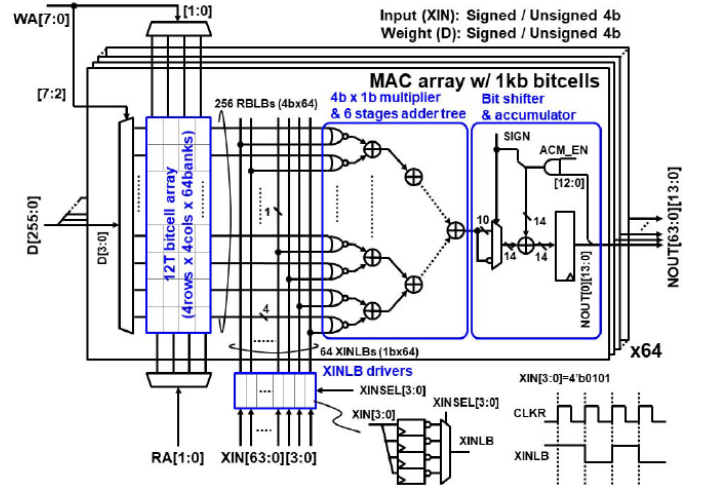 WA[7:0]
[1:0]
Input (XIN): Signed / Unsigned 4b
Weight (D): Signed / Unsigned 4b
MAC array w/ 1kb bitcells
[7:2]
256 RBLBs (4bx64)
4b x 1b multiplier
& 6 stages adder tree
Bit shifter
& accumulator
SIGN
ACM_EN
[12:0]
D[255:0]
D[3:0]
12T bitcell array
(4rows x 4cols x 64banks)
1
4
10
14
14
14
NOUT[0][13:0]
NOUT[63:0][13:0]
x64
64 XINLBs (1bx64)
XINLB drivers
XINSEL[3:0]
XIN[3:0]
XINSEL[3:0]
XINLB
RA[1:0]
XIN[63:0][3:0]
XIN[3:0]=4'b0101
CLKR
XINLB